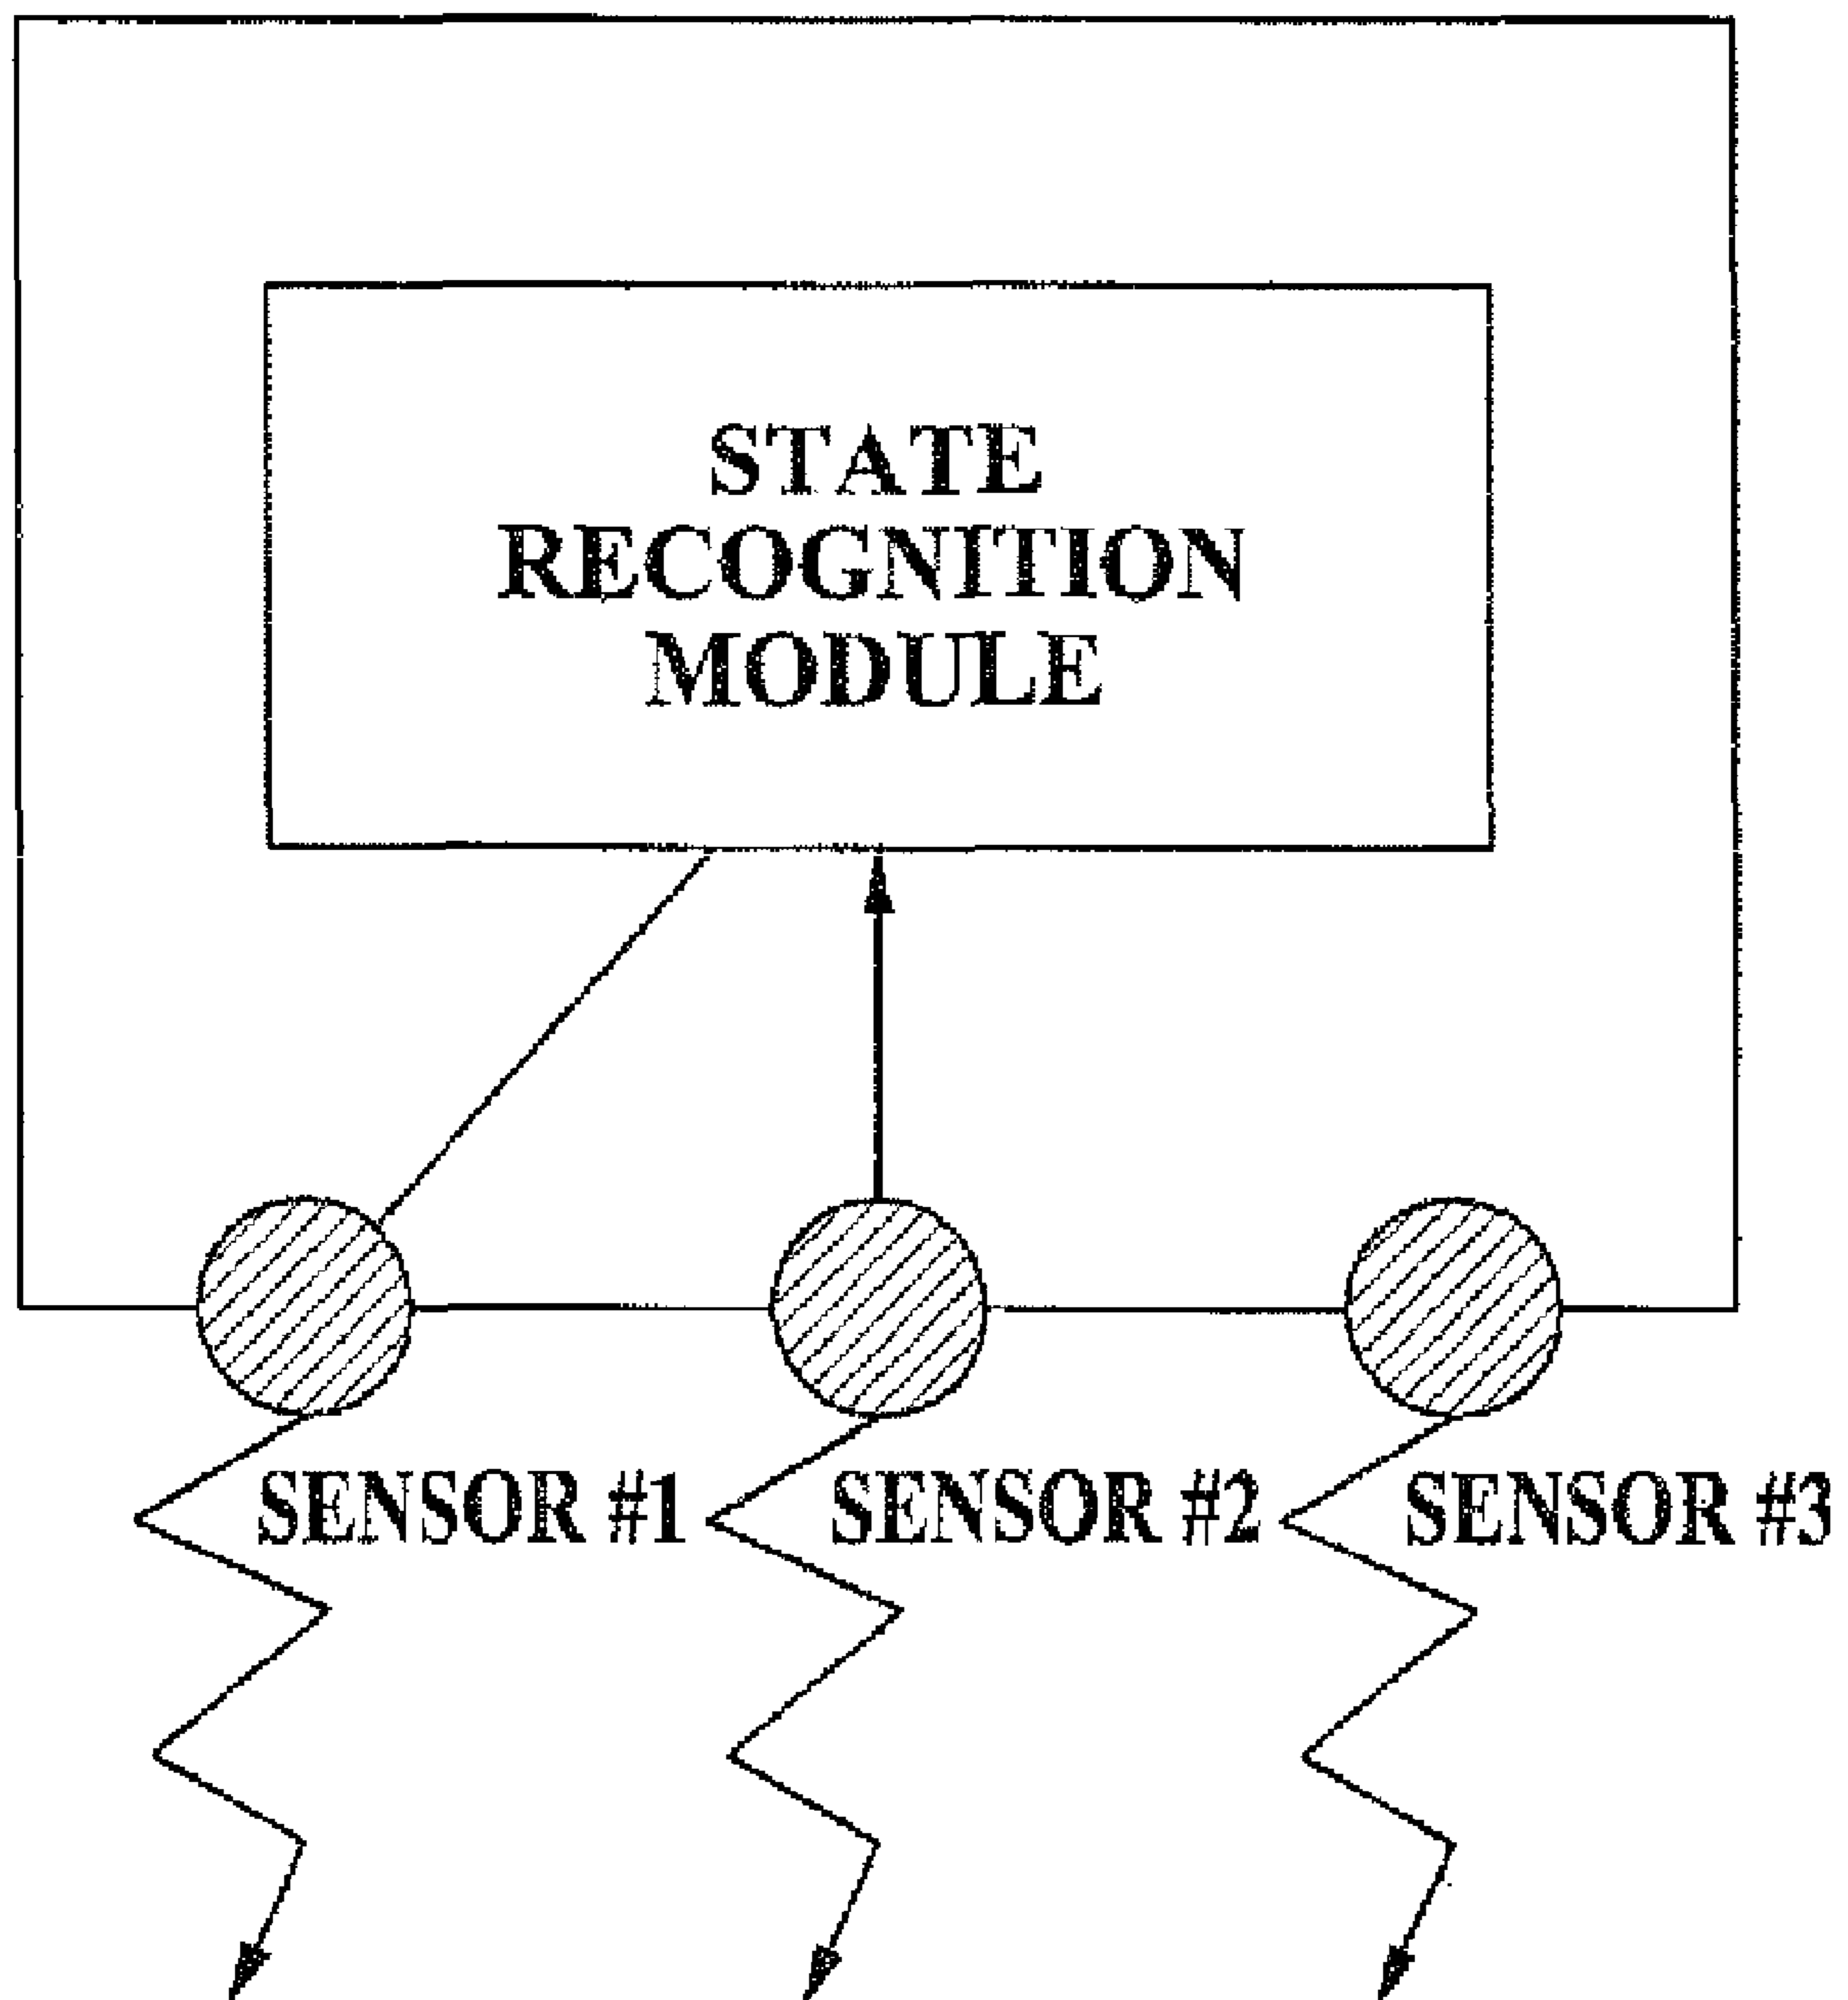 STATE
RECOGNITION
MODULE
SENSOR #1 SENSOR #2 SENSOR #3